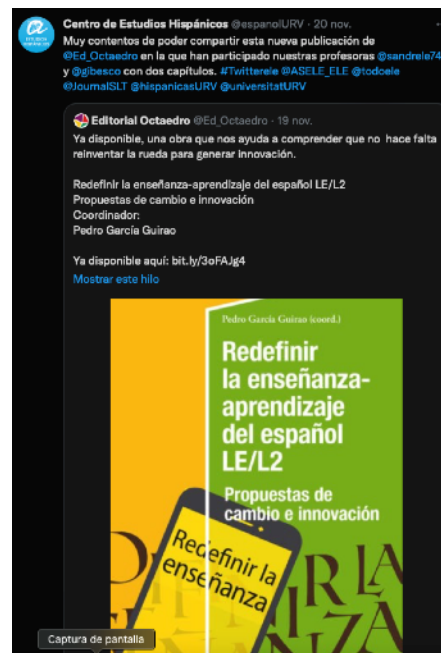 Centro de Estudios Hispánicos @espanolURV · 20 nov.
Muy contentos de poder compartir esta nueva publicación de
@Ed_Octaedro en la que han participado nuestras profesoras @sandrele74
y @gibesco con dos capítulos. #Twitterele @ASELE_ELE @todoele
@JournalSLT @hispanicasURV @universitatURV
Editorial Octaedro @Ed_Octaedro · 19 nov.
Ya disponible, una obra que nos ayuda a comprender que no hace falta
reinventar la rueda para generar innovación.
Redefinir la enseñanza-aprendizaje del español LE/L2
Propuestas de cambio e innovación
Coordinador:
Pedro García Guirao
Ya disponible aquí: bit.ly/3oFAJg4
Mostrar este hilo
Pedro García Guirao (coord.)
Redefinir
la enseñanza-
aprendizaje
del español
LE/L2
Propuestas de
cambio e innovación
Redefinir la
enseñanza
Captura de pantalla